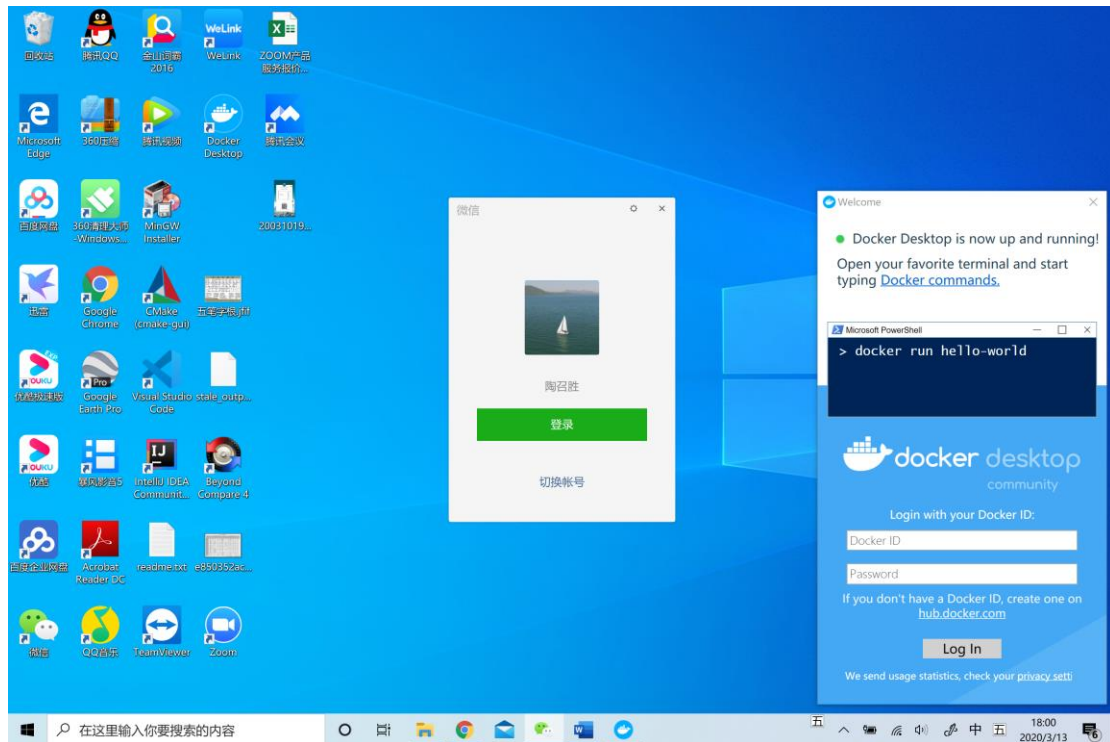 回收站
腾讯QQ
金山词霸
2016
WeLink
WeLink
ZOOM产品
服务报价...
Microsoft
Edge
360压缩
腾讯视频
Docker
Desktop
腾讯会议
百度网盘
360清理大师
-Windows...
MinGW
Installer
20031019...
迅雷
Google
Chrome
CMake
(cmake-gui)
五笔字根.jfif
EXP
YOUKU
优酷极速版
Pro
Google
Earth Pro
Visual Studio
Code
stale_outp...
YOUKU
优酷
暴风影音5
IJ
IntelliJ IDEA
Communit...
Beyond
Compare 4
百度企业网盘
Acrobat
Reader DC
readme.txt
e850352ac...
微信
QQ音乐
TeamViewer
Zoom
微信
陶召胜
登录
切换帐号
Welcome
Docker Desktop is now up and running!
Open your favorite terminal and start
typing Docker commands.
Microsoft PowerShell
> docker run hello-world
docker desktop
community
Login with your Docker ID:
Docker ID
Password
If you don't have a Docker ID, create one on
hub.docker.com
Log In
We send usage statistics, check your privacy setti
在这里输入你要搜索的内容
五
中
五
18:00
2020/3/13
6